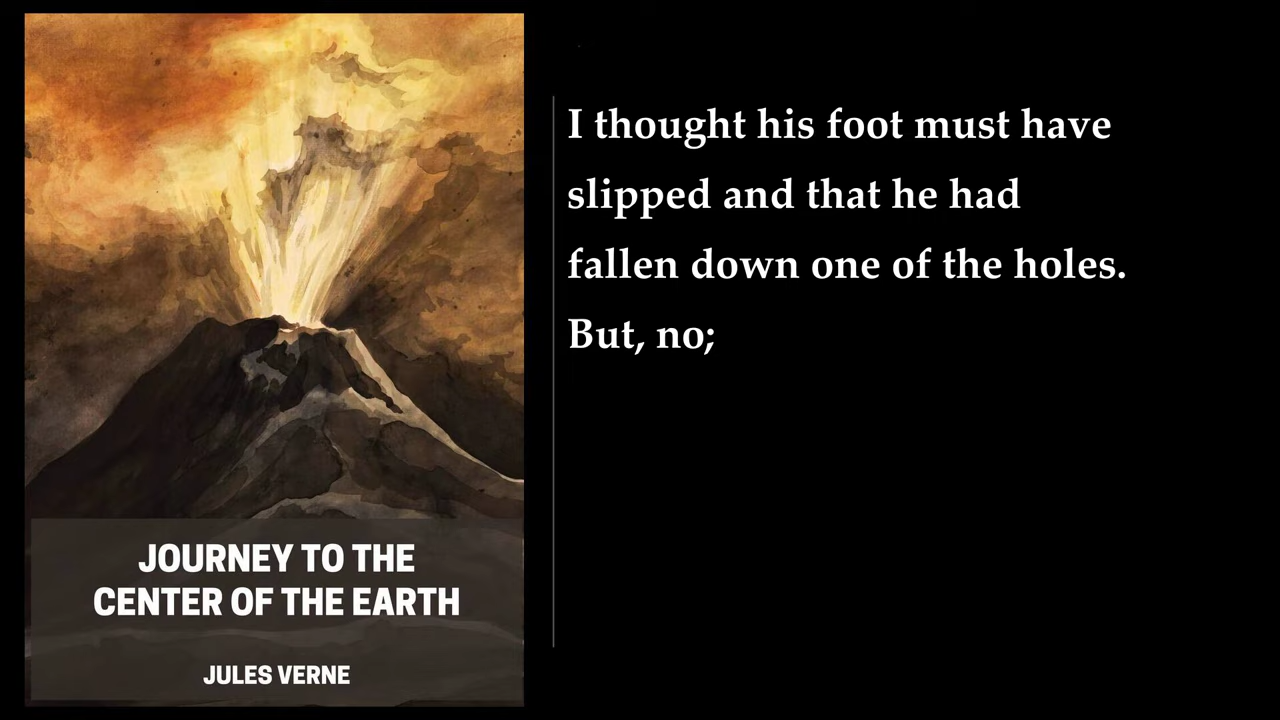 I thought his foot must have
slipped and that he had
fallen down one of the holes.
But, no;
JOURNEY TO THE
CENTER OF THE EARTH
JULES VERNE